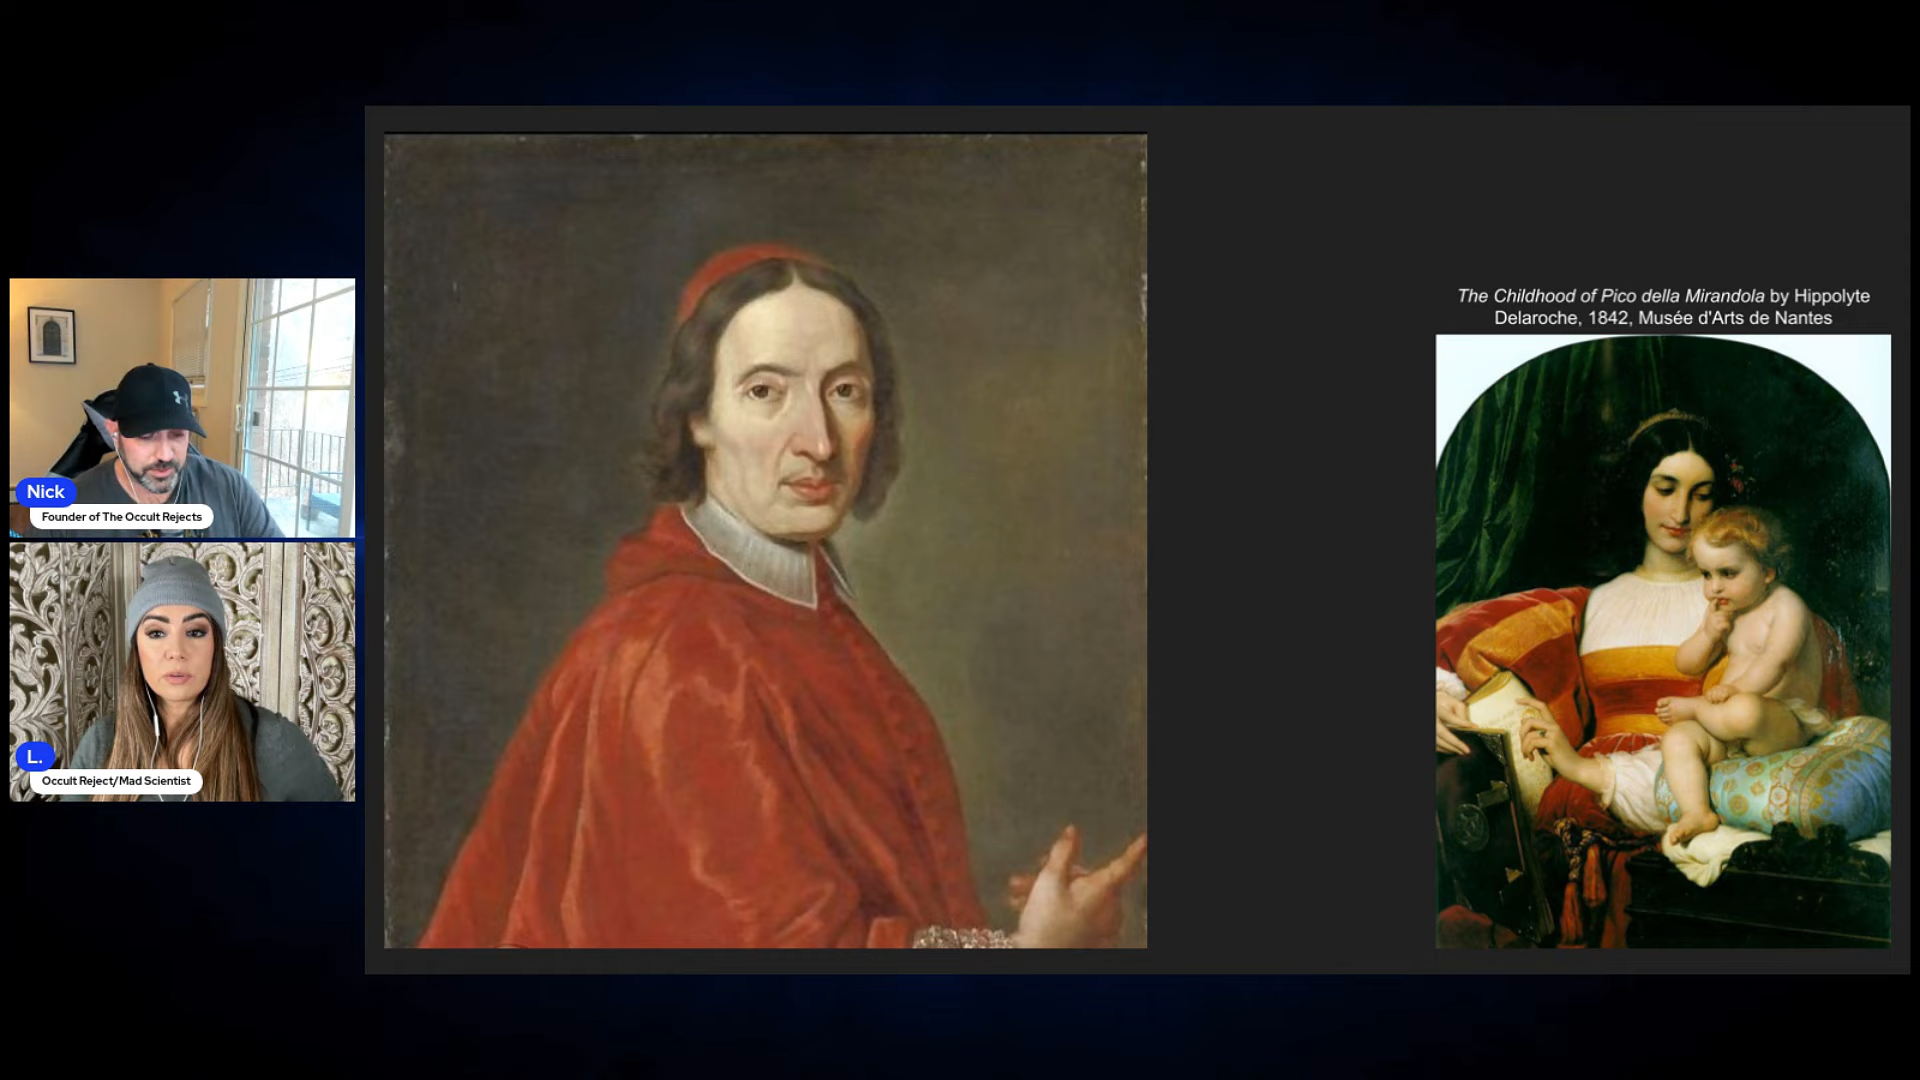 The Childhood of Pico della Mirandola by Hippolyte
Delaroche, 1842, Musée d'Arts de Nantes
Nick
Founder of The Occult Rejects
L.
Occult Reject/Mad Scientist